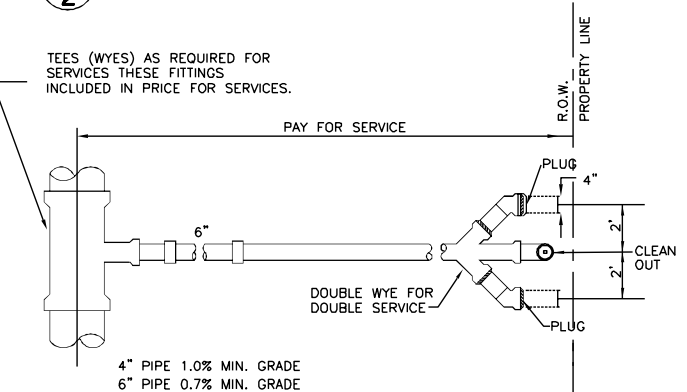 2
TEES (WYES) AS REQUIRED FOR
SERVICES THESE FITTINGS
INCLUDED IN PRICE FOR SERVICES.
R.O.W.
PROPERTY LINE
PAY FOR SERVICE
PLUG
4"
6"
2'
CLEAN
OUT
2'
DOUBLE WYE FOR
DOUBLE SERVICE
PLUG
4" PIPE 1.0% MIN. GRADE
6" PIPE 0.7% MIN. GRADE